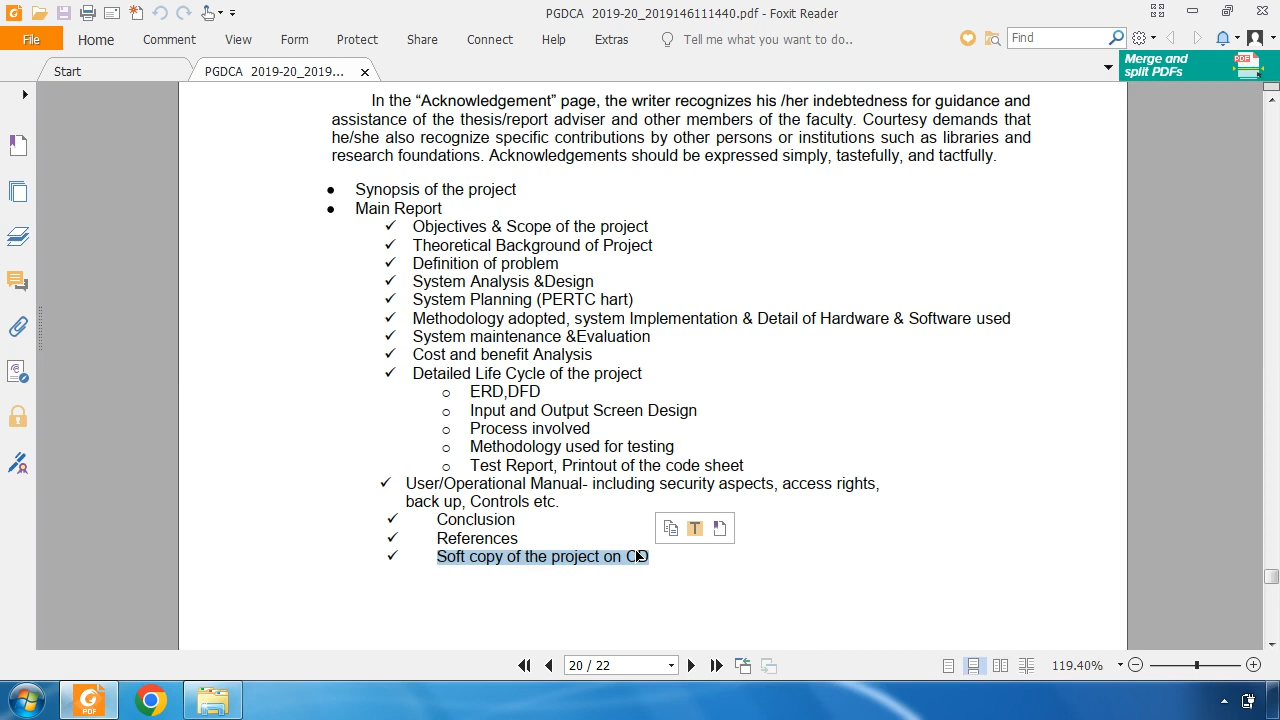 PGDCA 2019-20_2019146111440.pdf - Foxit Reader
File Home Comment View Form Protect Share Connect Help Extras Tell me what you want to do.. Find
Start PGDCA 2019-20_2019... Merge and split PDFs
In the “Acknowledgement” page, the writer recognizes his /her indebtedness for guidance and
assistance of the thesis/report adviser and other members of the faculty. Courtesy demands that
he/she also recognize specific contributions by other persons or institutions such as libraries and
research foundations. Acknowledgements should be expressed simply, tastefully, and tactfully.
● Synopsis of the project
● Main Report
✓ Objectives & Scope of the project
✓ Theoretical Background of Project
✓ Definition of problem
✓ System Analysis &Design
✓ System Planning (PERTC hart)
✓ Methodology adopted, system Implementation & Detail of Hardware & Software used
✓ System maintenance &Evaluation
✓ Cost and benefit Analysis
✓ Detailed Life Cycle of the project
o ERD,DFD
o Input and Output Screen Design
o Process involved
o Methodology used for testing
o Test Report, Printout of the code sheet
✓ User/Operational Manual- including security aspects, access rights,
back up, Controls etc.
✓ Conclusion
✓ References
✓ Soft copy of the project on CD
20 / 22 119.40%